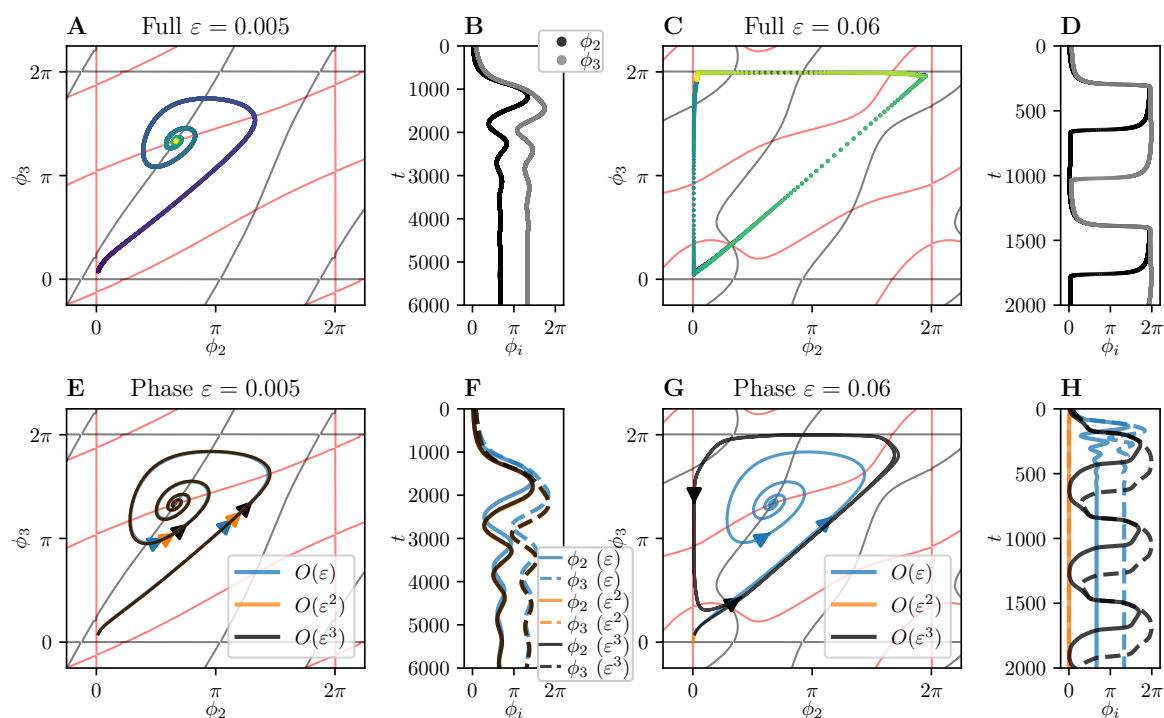 A Full ε = 0.005
2π
π
0
ϕ3
0 π 2π
ϕ2
B
ϕ2
ϕ3
0
1000
2000
3000
4000
5000
6000
t
0 π 2π
ϕi
C Full ε = 0.06
2π
π
0
ϕ3
0 π 2π
ϕ2
D
0
500
1000
1500
2000
t
0 π 2π
ϕi
E Phase ε = 0.005
2π
π
0
ϕ3
O(ε)
O(ε²)
O(ε³)
0 π 2π
ϕ2
F
0
1000
2000
3000
4000
5000
6000
t
ϕ2 (ε)
ϕ3 (ε)
ϕ2 (ε²)
ϕ3 (ε²)
ϕ2 (ε³)
ϕ3 (ε³)
0 π 2π
ϕi
G Phase ε = 0.06
2π
π
0
ϕ3
O(ε)
O(ε²)
O(ε³)
0 π 2π
ϕ2
H
0
500
1000
1500
2000
t
0 π 2π
ϕi